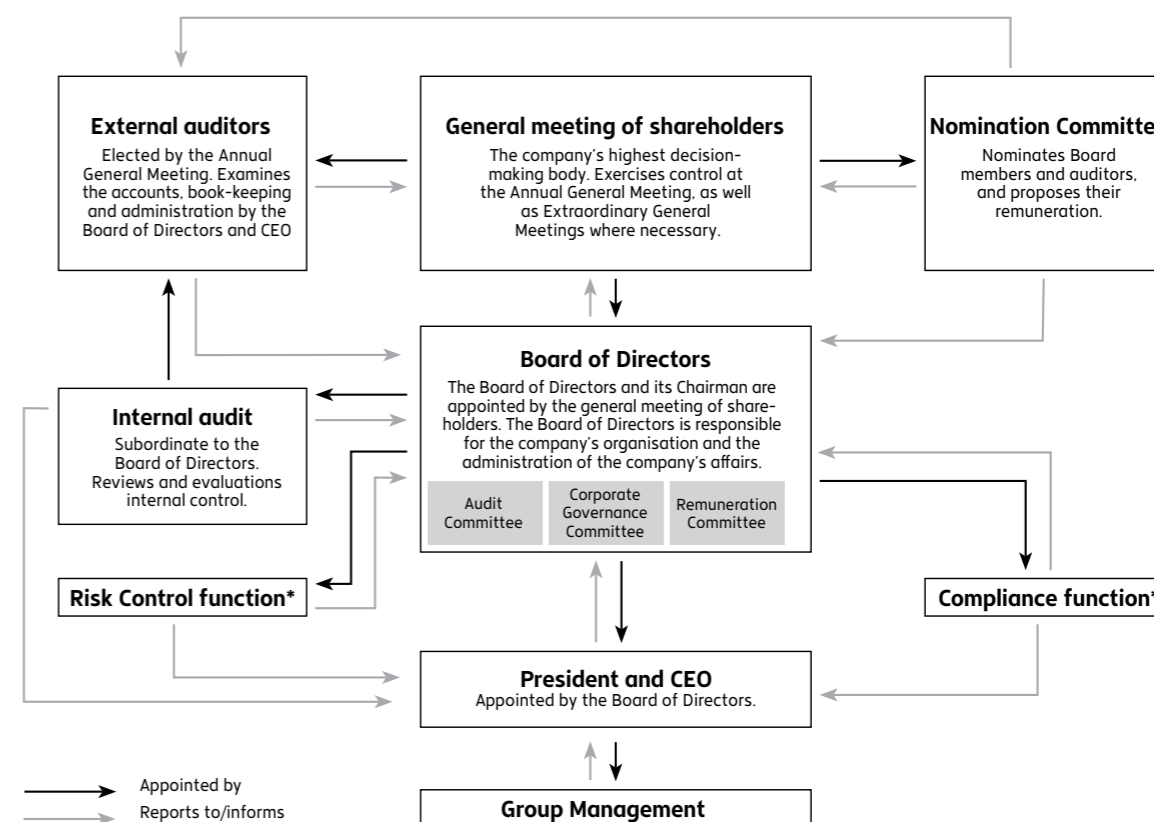 External auditors
Elected by the Annual
General Meeting. Examines
the accounts, book-keeping
and administration by the
Board of Directors and CEO
General meeting of shareholders
The company's highest decision-
making body. Exercises control at
the Annual General Meeting, as well
as Extraordinary General
Meetings where necessary.
Nomination Committe
Nominates Board
members and auditors,
and proposes their
remuneration.
Board of Directors
The Board of Directors and its Chairman are
appointed by the general meeting of share-
holders. The Board of Directors is responsible
for the company's organisation and the
administration of the company's affairs.
Audit
Committee
Corporate
Governance
Committee
Remuneration
Committee
Internal audit
Subordinate to the
Board of Directors.
Reviews and evaluations
internal control.
Risk Control function*
Compliance function*
President and CEO
Appointed by the Board of Directors.
Group Management
Appointed by
Reports to/informs